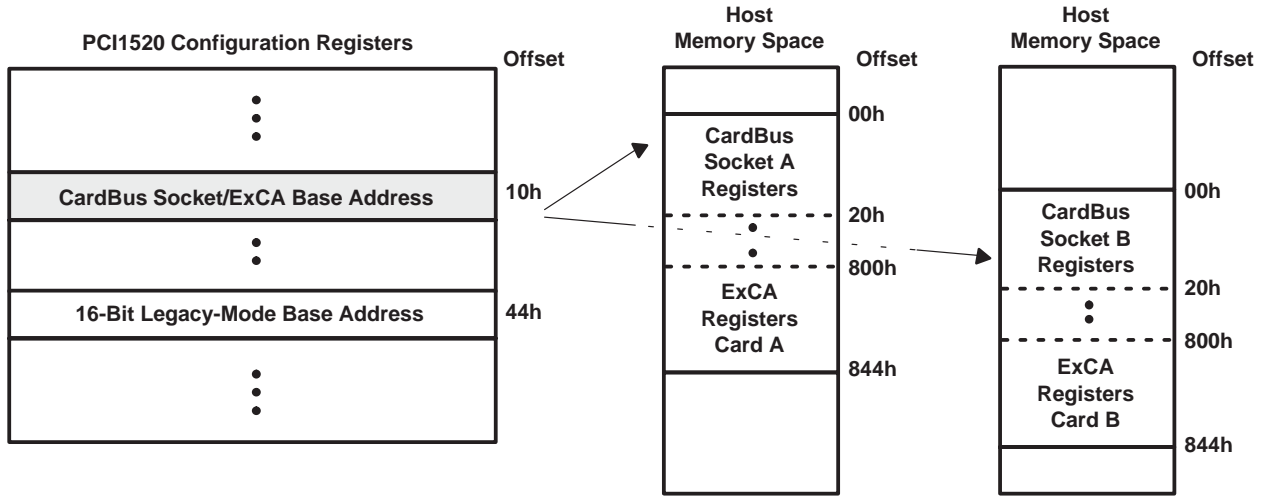 PCI1520 Configuration Registers
Offset
CardBus Socket/ExCA Base Address
10h
16-Bit Legacy-Mode Base Address
44h
Host
Memory Space
Offset
00h
CardBus
Socket A
Registers
20h
800h
ExCA
Registers
Card A
844h
Host
Memory Space
Offset
00h
CardBus
Socket B
Registers
20h
800h
ExCA
Registers
Card B
844h